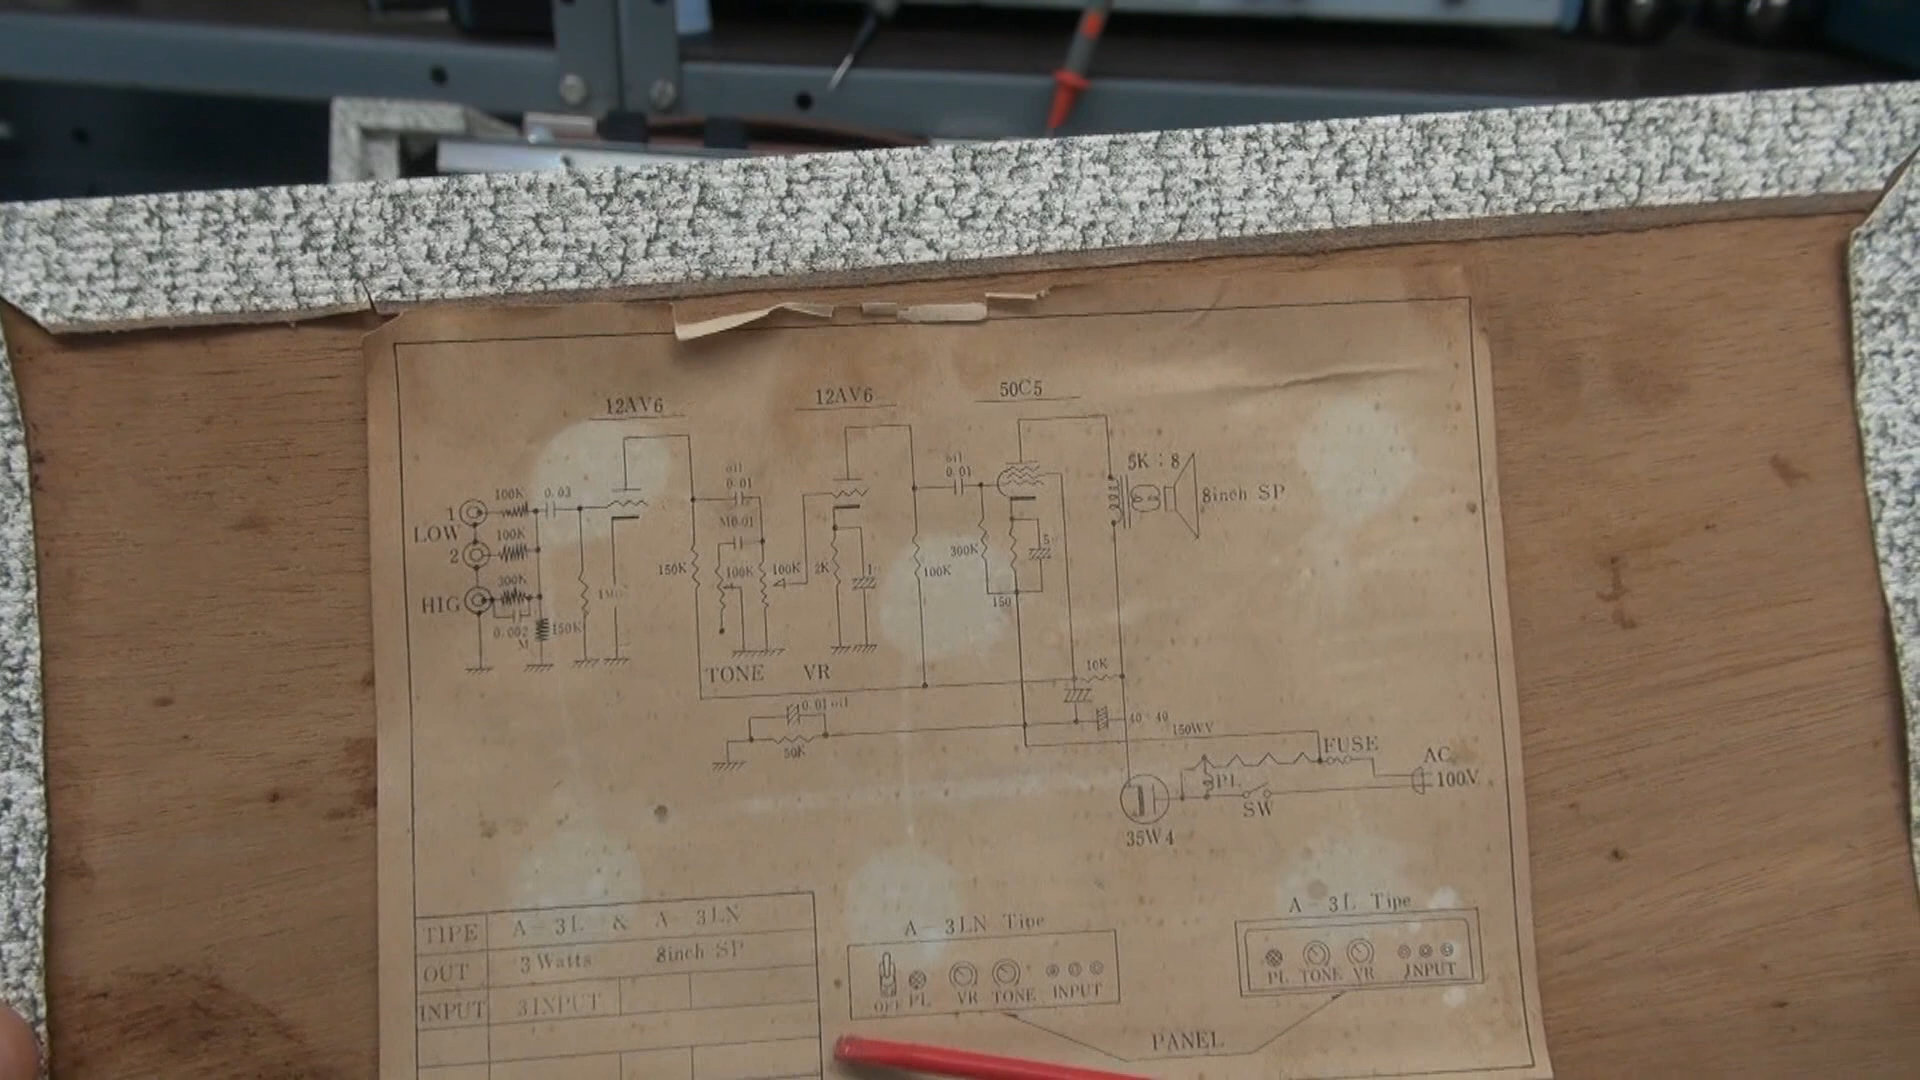 12AV6
12AV6
50C5
5K : 8
8inch SP
1
LOW
2
HIG
100K
0.03
100K
300K
0.002
M
150K
150K
oil
0.01
M0.01
100K
100K
2K
1
TONE
VR
100K
oil
0.01
300K
5
150
10K
0.01 oil
50K
40 40
150WV
FUSE
AC
100V
PL
SW
35W4
TIPE A - 3L & A - 3LN
OUT 3 Watts 8inch SP
INPUT 3 INPUT
A - 3LN Tipe
OFF PL VR TONE INPUT
A - 3L Tipe
PL TONE VR INPUT
PANEL